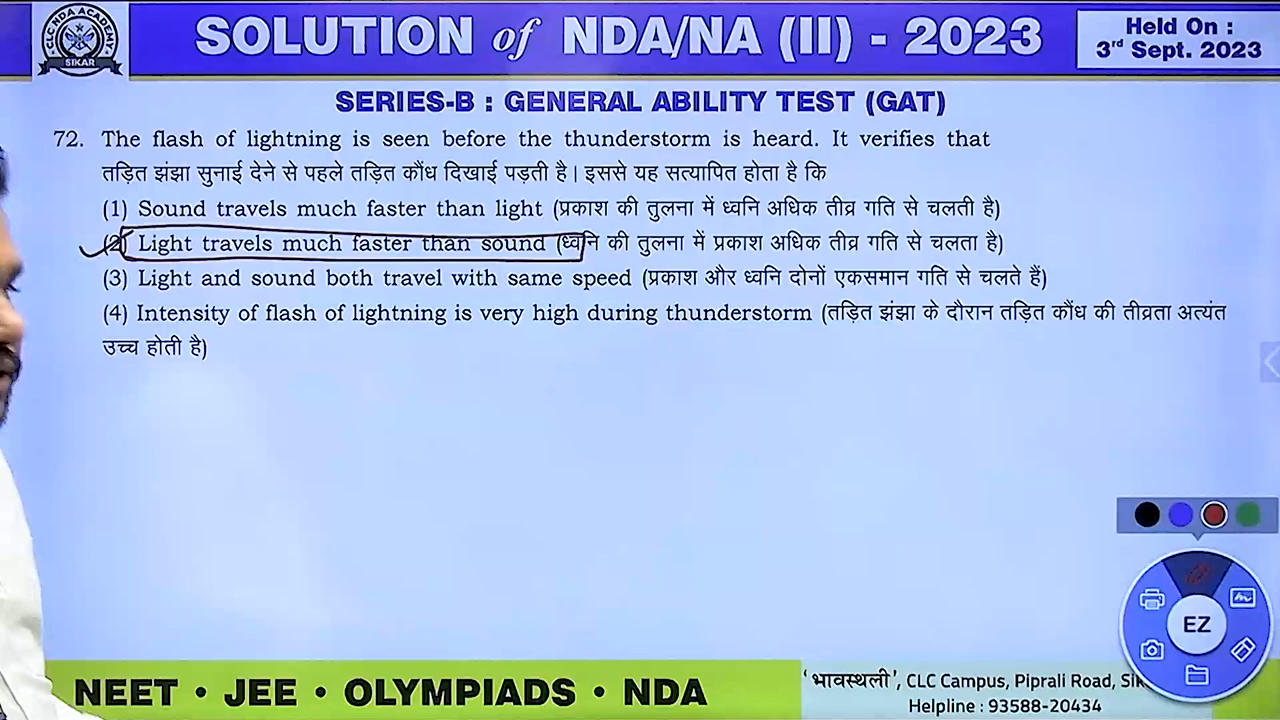 CLC NDA ACADEMY
SIKAR
SOLUTION of NDA/NA (II) - 2023
Held On :
3rd Sept. 2023
SERIES-B : GENERAL ABILITY TEST (GAT)
72. The flash of lightning is seen before the thunderstorm is heard. It verifies that
तड़ित झंझा सुनाई देने से पहले तड़ित कौंध दिखाई पड़ती है। इससे यह सत्यापित होता है कि
(1) Sound travels much faster than light (प्रकाश की तुलना में ध्वनि अधिक तीव्र गति से चलती है)
(2) Light travels much faster than sound (ध्वनि की तुलना में प्रकाश अधिक तीव्र गति से चलता है)
(3) Light and sound both travel with same speed (प्रकाश और ध्वनि दोनों एकसमान गति से चलते हैं)
(4) Intensity of flash of lightning is very high during thunderstorm (तड़ित झंझा के दौरान तड़ित कौंध की तीव्रता अत्यंत
उच्च होती है)
EZ
NEET • JEE • OLYMPIADS • NDA
'भावस्थली', CLC Campus, Piprali Road,
Helpline : 93588-20434